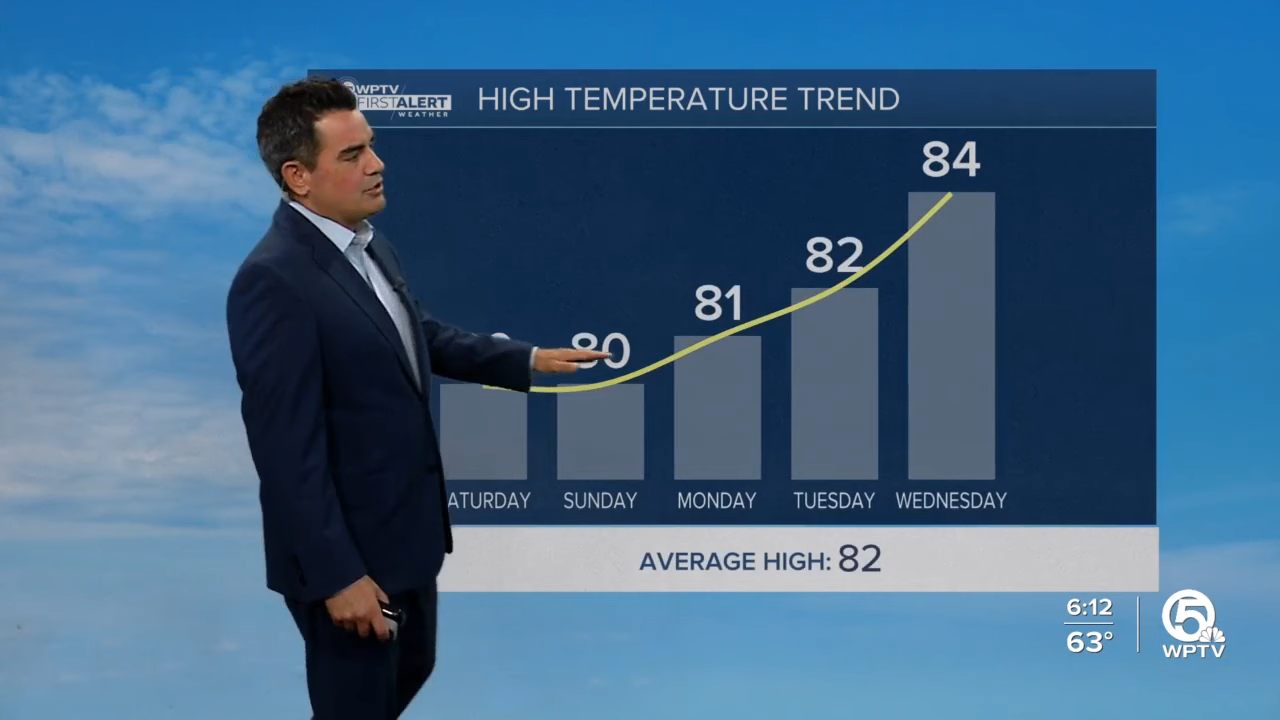 WPTV
FIRST ALERT
WEATHER
HIGH TEMPERATURE TREND
84
82
81
80
ATURDAY
SUNDAY
MONDAY
TUESDAY
WEDNESDAY
AVERAGE HIGH: 82
6:12
63°
5
WPTV